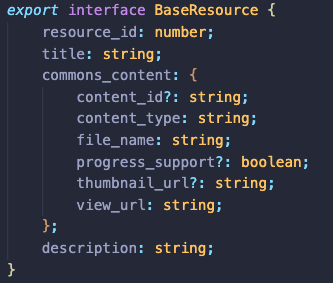 export interface BaseResource {
    resource_id: number;
    title: string;
    commons_content: {
        content_id?: string;
        content_type: string;
        file_name: string;
        progress_support?: boolean;
        thumbnail_url?: string;
        view_url: string;
    };
    description: string;
}